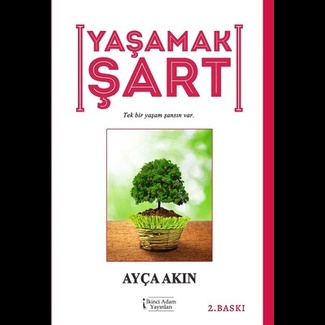 YAŞAMAK
ŞART
Tek bir yaşam şansın var.
AYÇA AKIN
İkinci Adam
Yayınları
2.BASKI